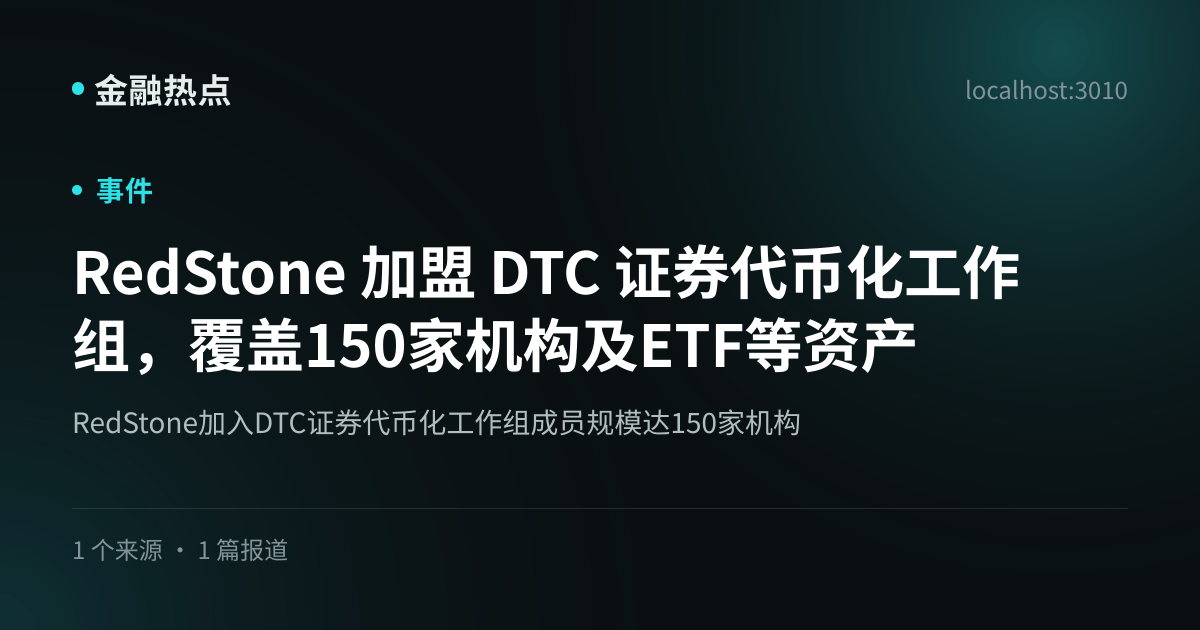 金融热点
localhost:3010
事件
RedStone 加盟 DTC 证券代币化工作
组，覆盖150家机构及ETF等资产
RedStone加入DTC证券代币化工作组成员规模达150家机构
1 个来源 · 1 篇报道